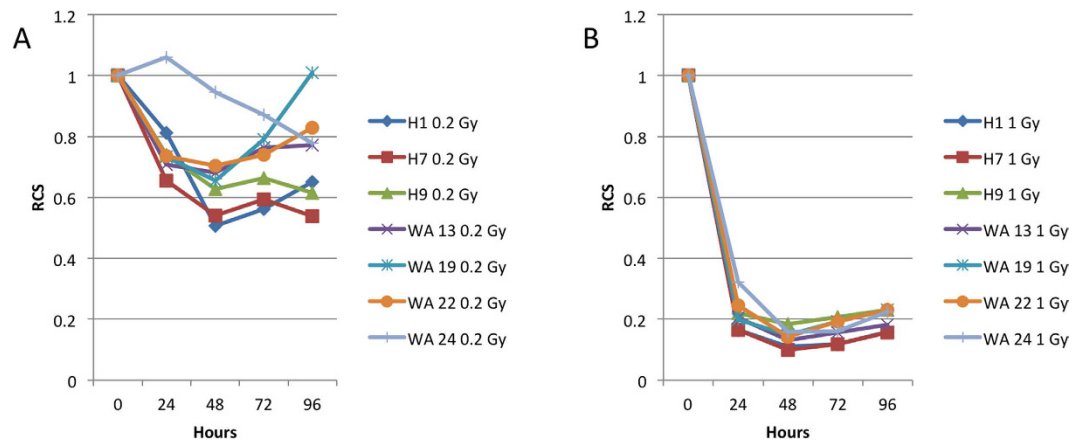 A
1.2
1
0.8
0.6
0.4
0.2
0
RCS
0 24 48 72 96
Hours
H1 0.2 Gy
H7 0.2 Gy
H9 0.2 Gy
WA 13 0.2 Gy
WA 19 0.2 Gy
WA 22 0.2 Gy
WA 24 0.2 Gy
B
1.2
1
0.8
0.6
0.4
0.2
0
RCS
0 24 48 72 96
Hours
H1 1 Gy
H7 1 Gy
H9 1 Gy
WA 13 1 Gy
WA 19 1 Gy
WA 22 1 Gy
WA 24 1 Gy